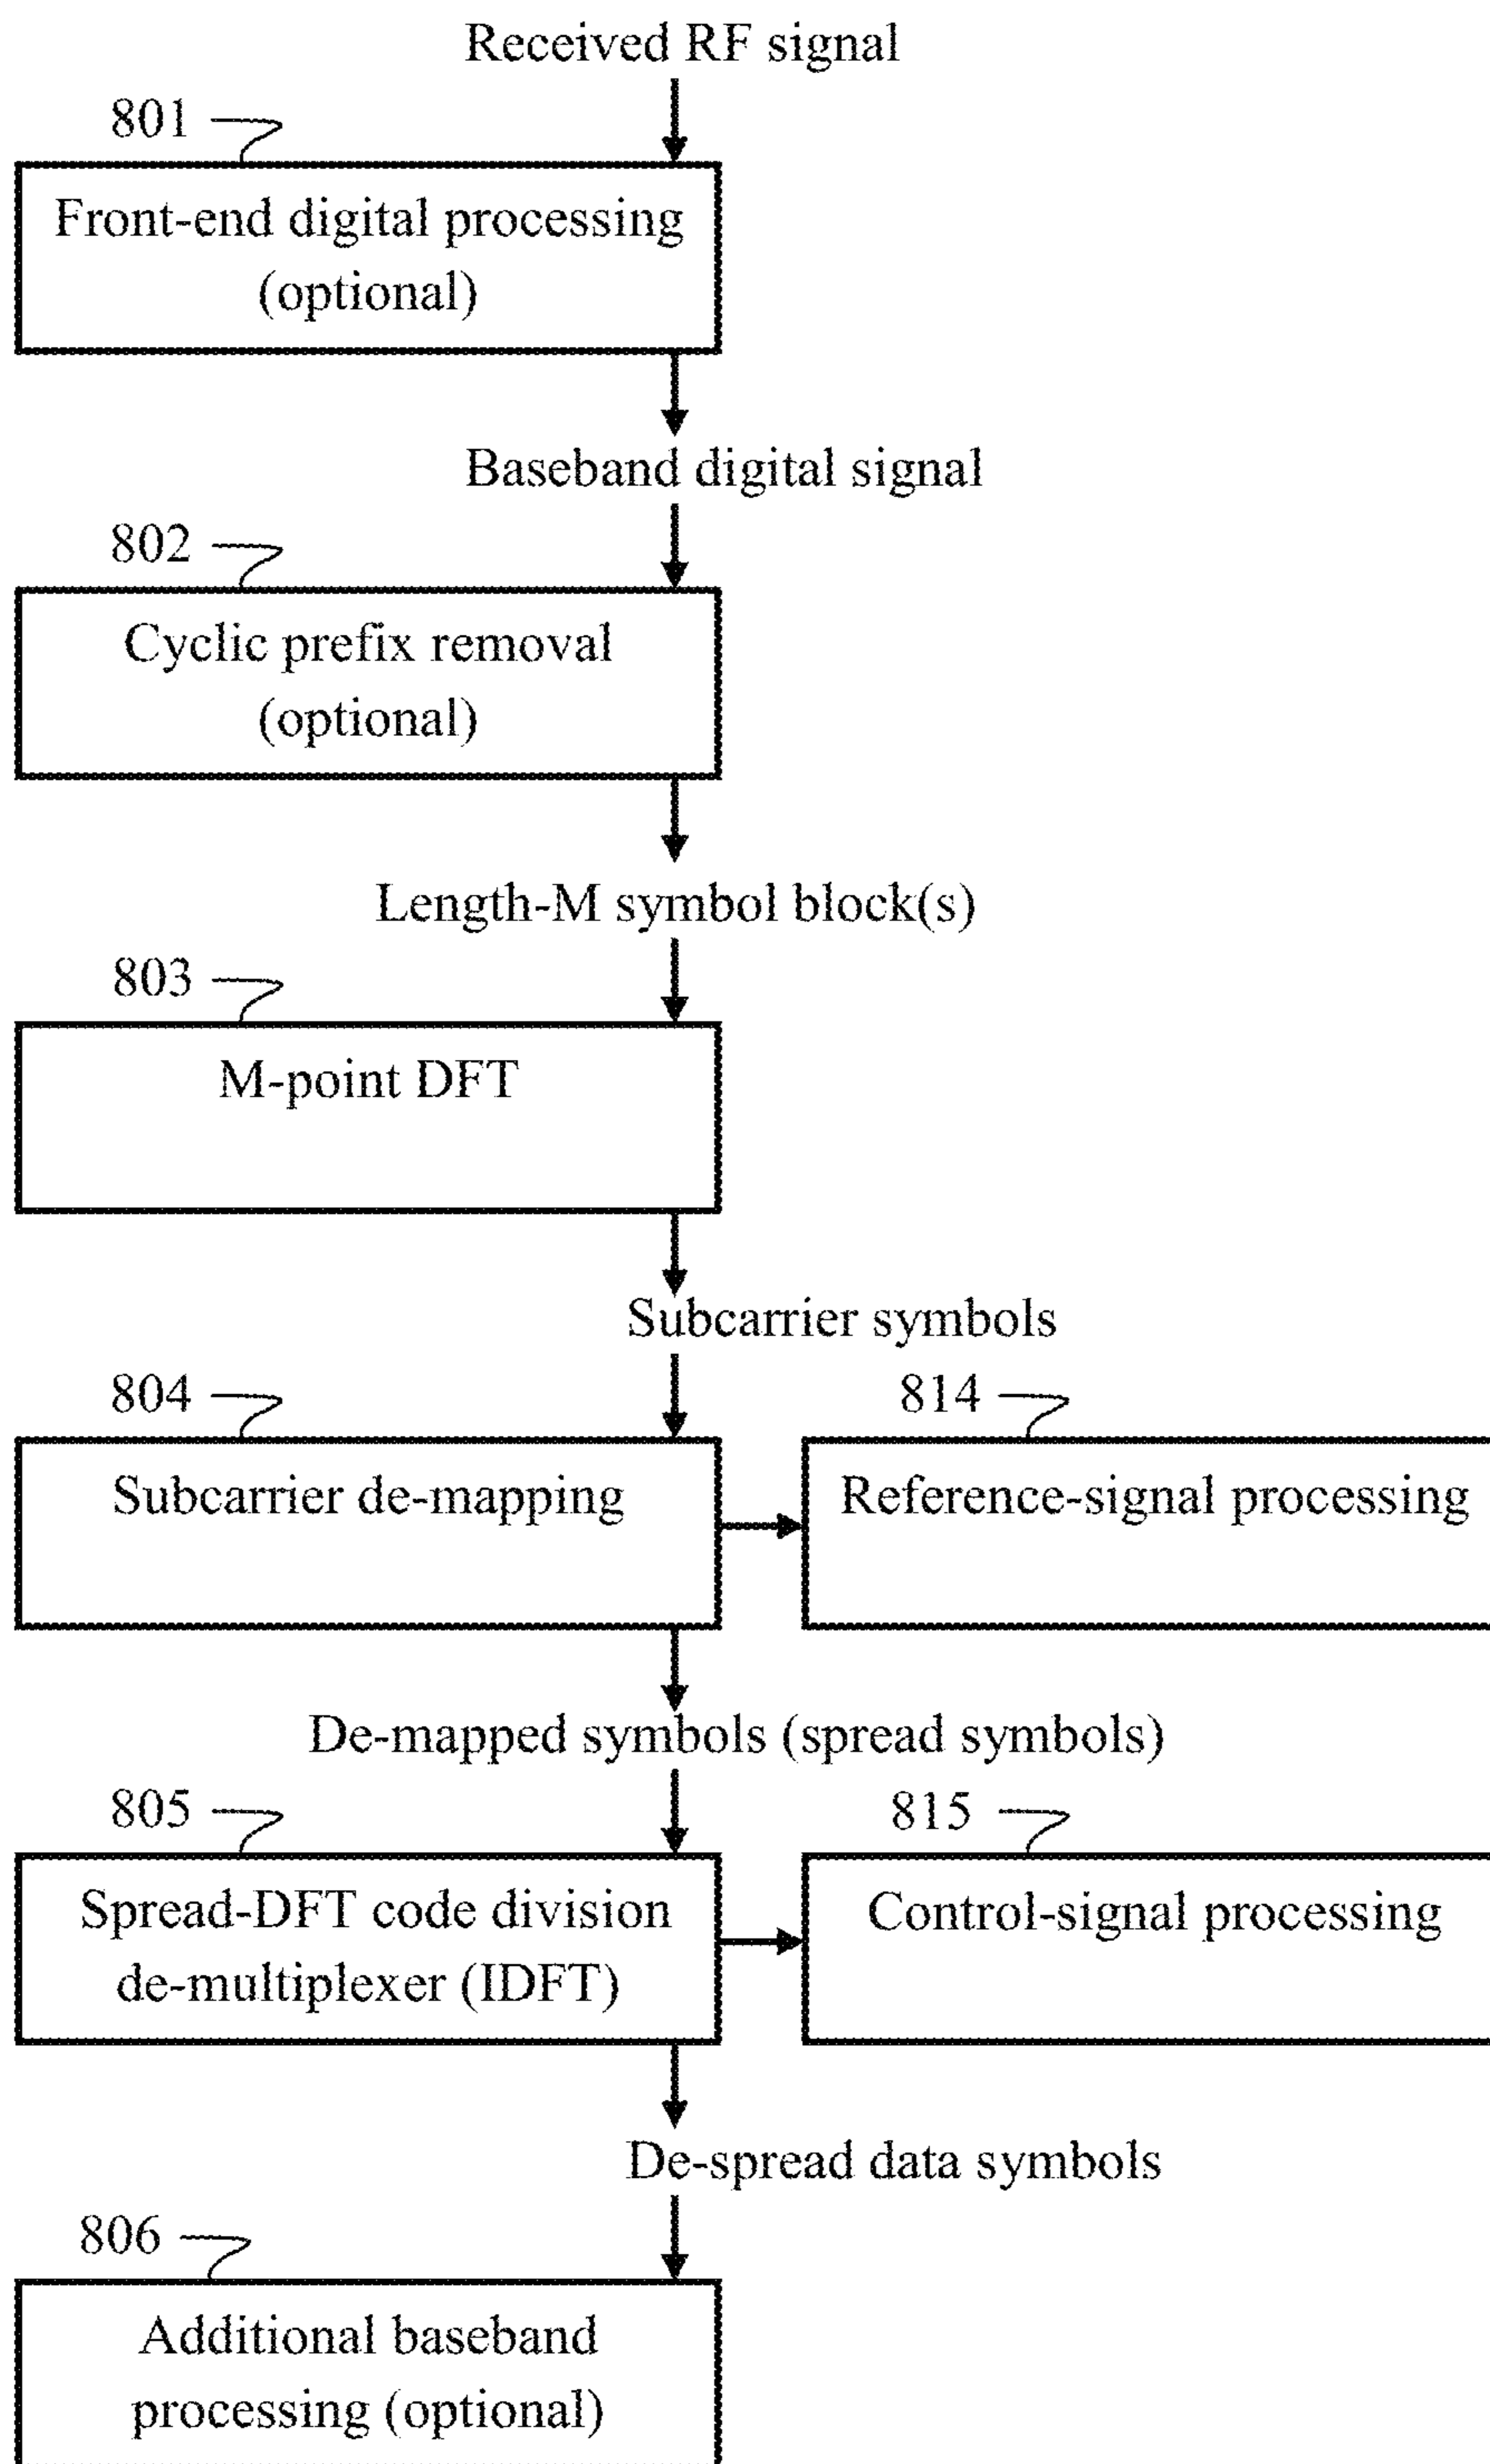 Received RF signal
801
Front-end digital processing
(optional)
Baseband digital signal
802
Cyclic prefix removal
(optional)
Length-M symbol block(s)
803
M-point DFT
Subcarrier symbols
804
814
Subcarrier de-mapping
Reference-signal processing
De-mapped symbols (spread symbols)
805
815
Spread-DFT code division
de-multiplexer (IDFT)
Control-signal processing
De-spread data symbols
806
Additional baseband
processing (optional)